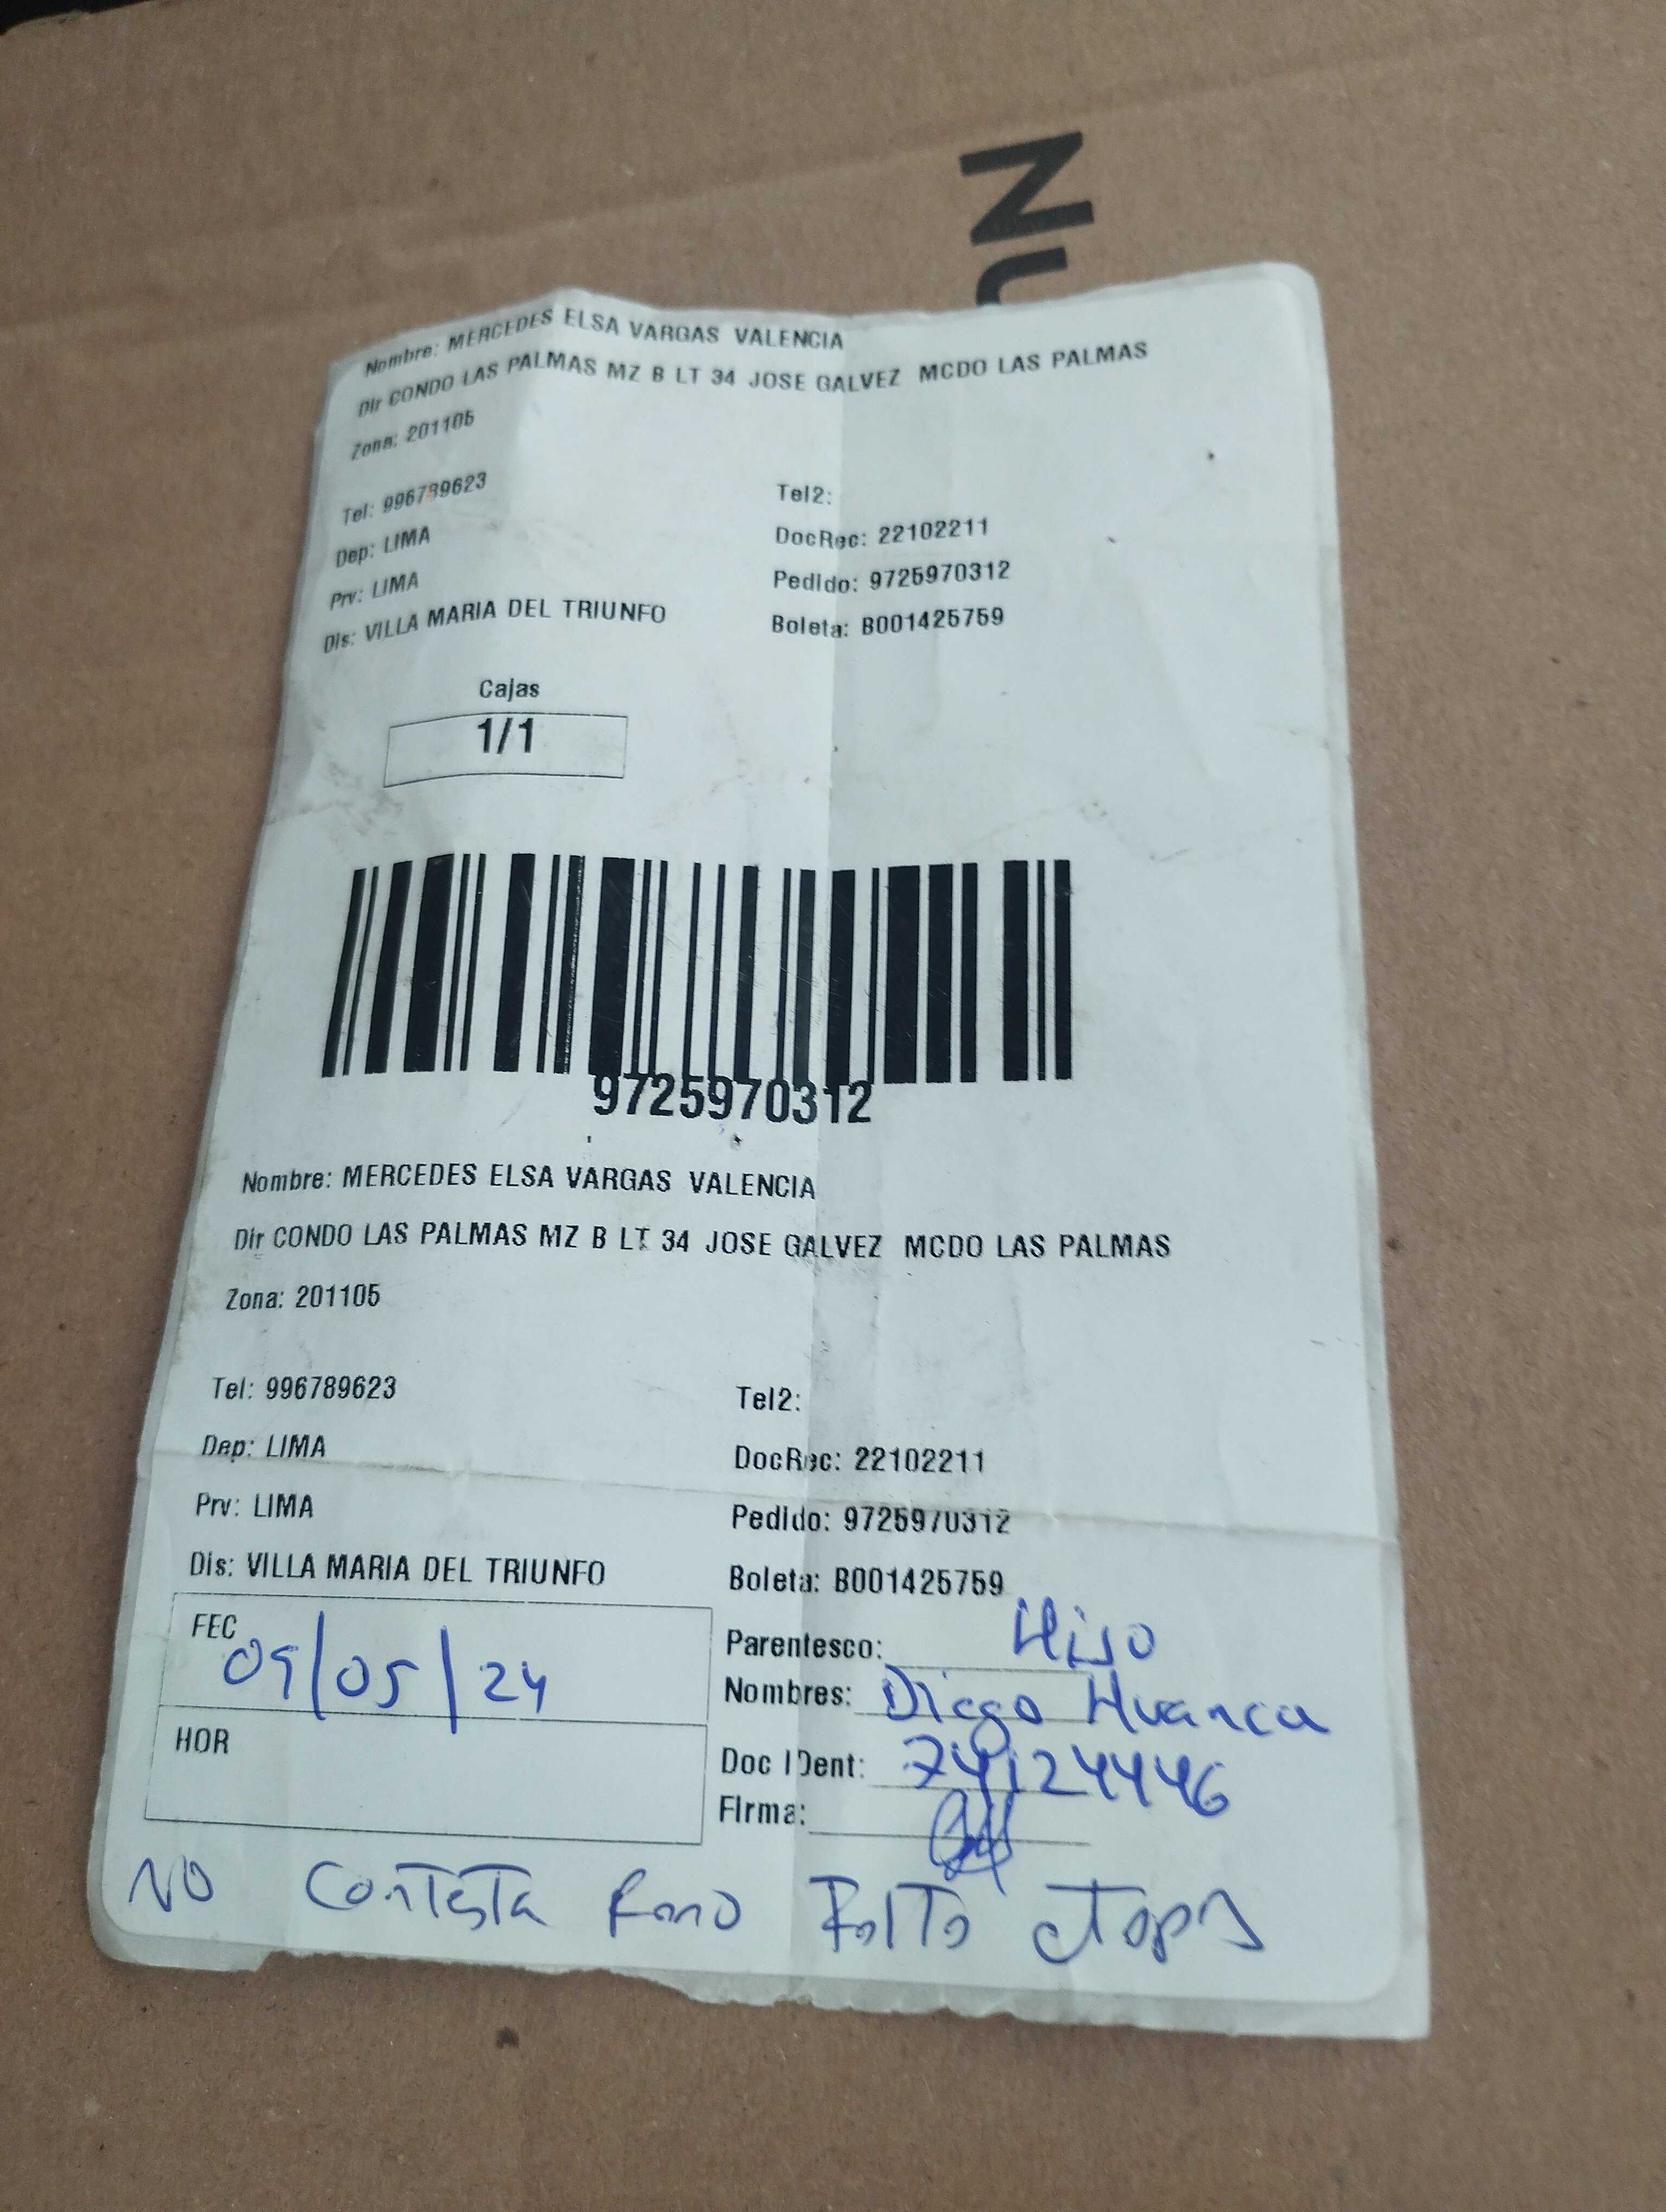 NU
Nombre: MERCEDES ELSA VARGAS VALENCIA
Dir CONDO LAS PALMAS MZ B LT 34 JOSE GALVEZ MCDO LAS PALMAS
Zona: 201105
Tel: 996789623 Tel2:
Dep: LIMA DocRec: 22102211
Prv: LIMA Pedido: 9725970312
Dis: VILLA MARIA DEL TRIUNFO Boleta: B001425759
Cajas
1/1
9725970312
Nombre: MERCEDES ELSA VARGAS VALENCIA
Dir CONDO LAS PALMAS MZ B LT 34 JOSE GALVEZ MCDO LAS PALMAS
Zona: 201105
Tel: 996789623 Tel2:
Dep: LIMA DocRec: 22102211
Prv: LIMA Pedido: 9725970312
Dis: VILLA MARIA DEL TRIUNFO Boleta: B001425759
FEC 09/05/24 Parentesco: Hijo
Nombres: Diego Huanca
HOR Doc IDent: 74124446
Firma:
NO Contesta